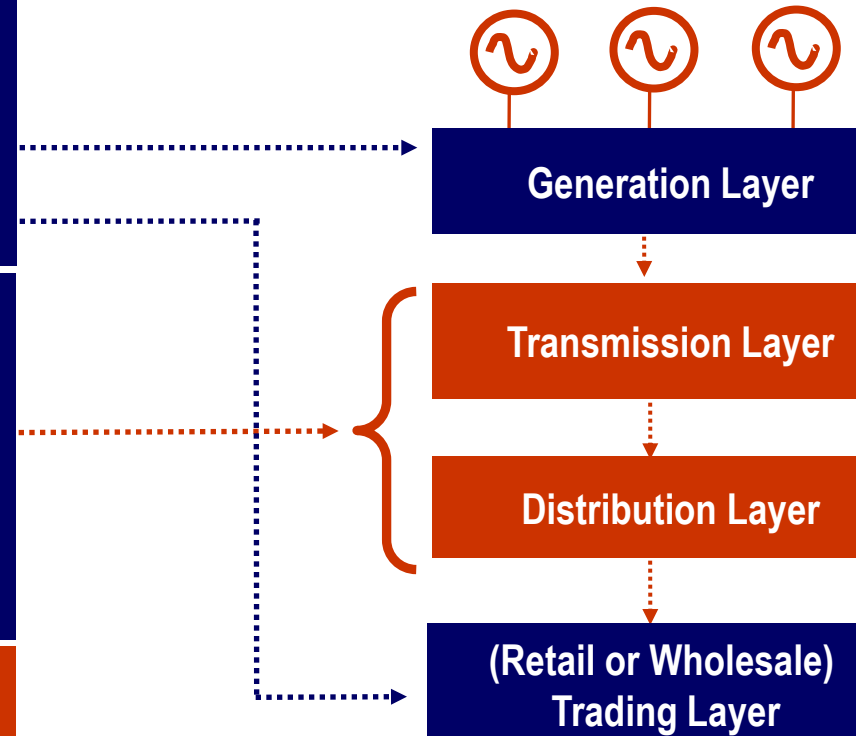 Generation Layer
Transmission Layer
Distribution Layer
(Retail or Wholesale)
Trading Layer